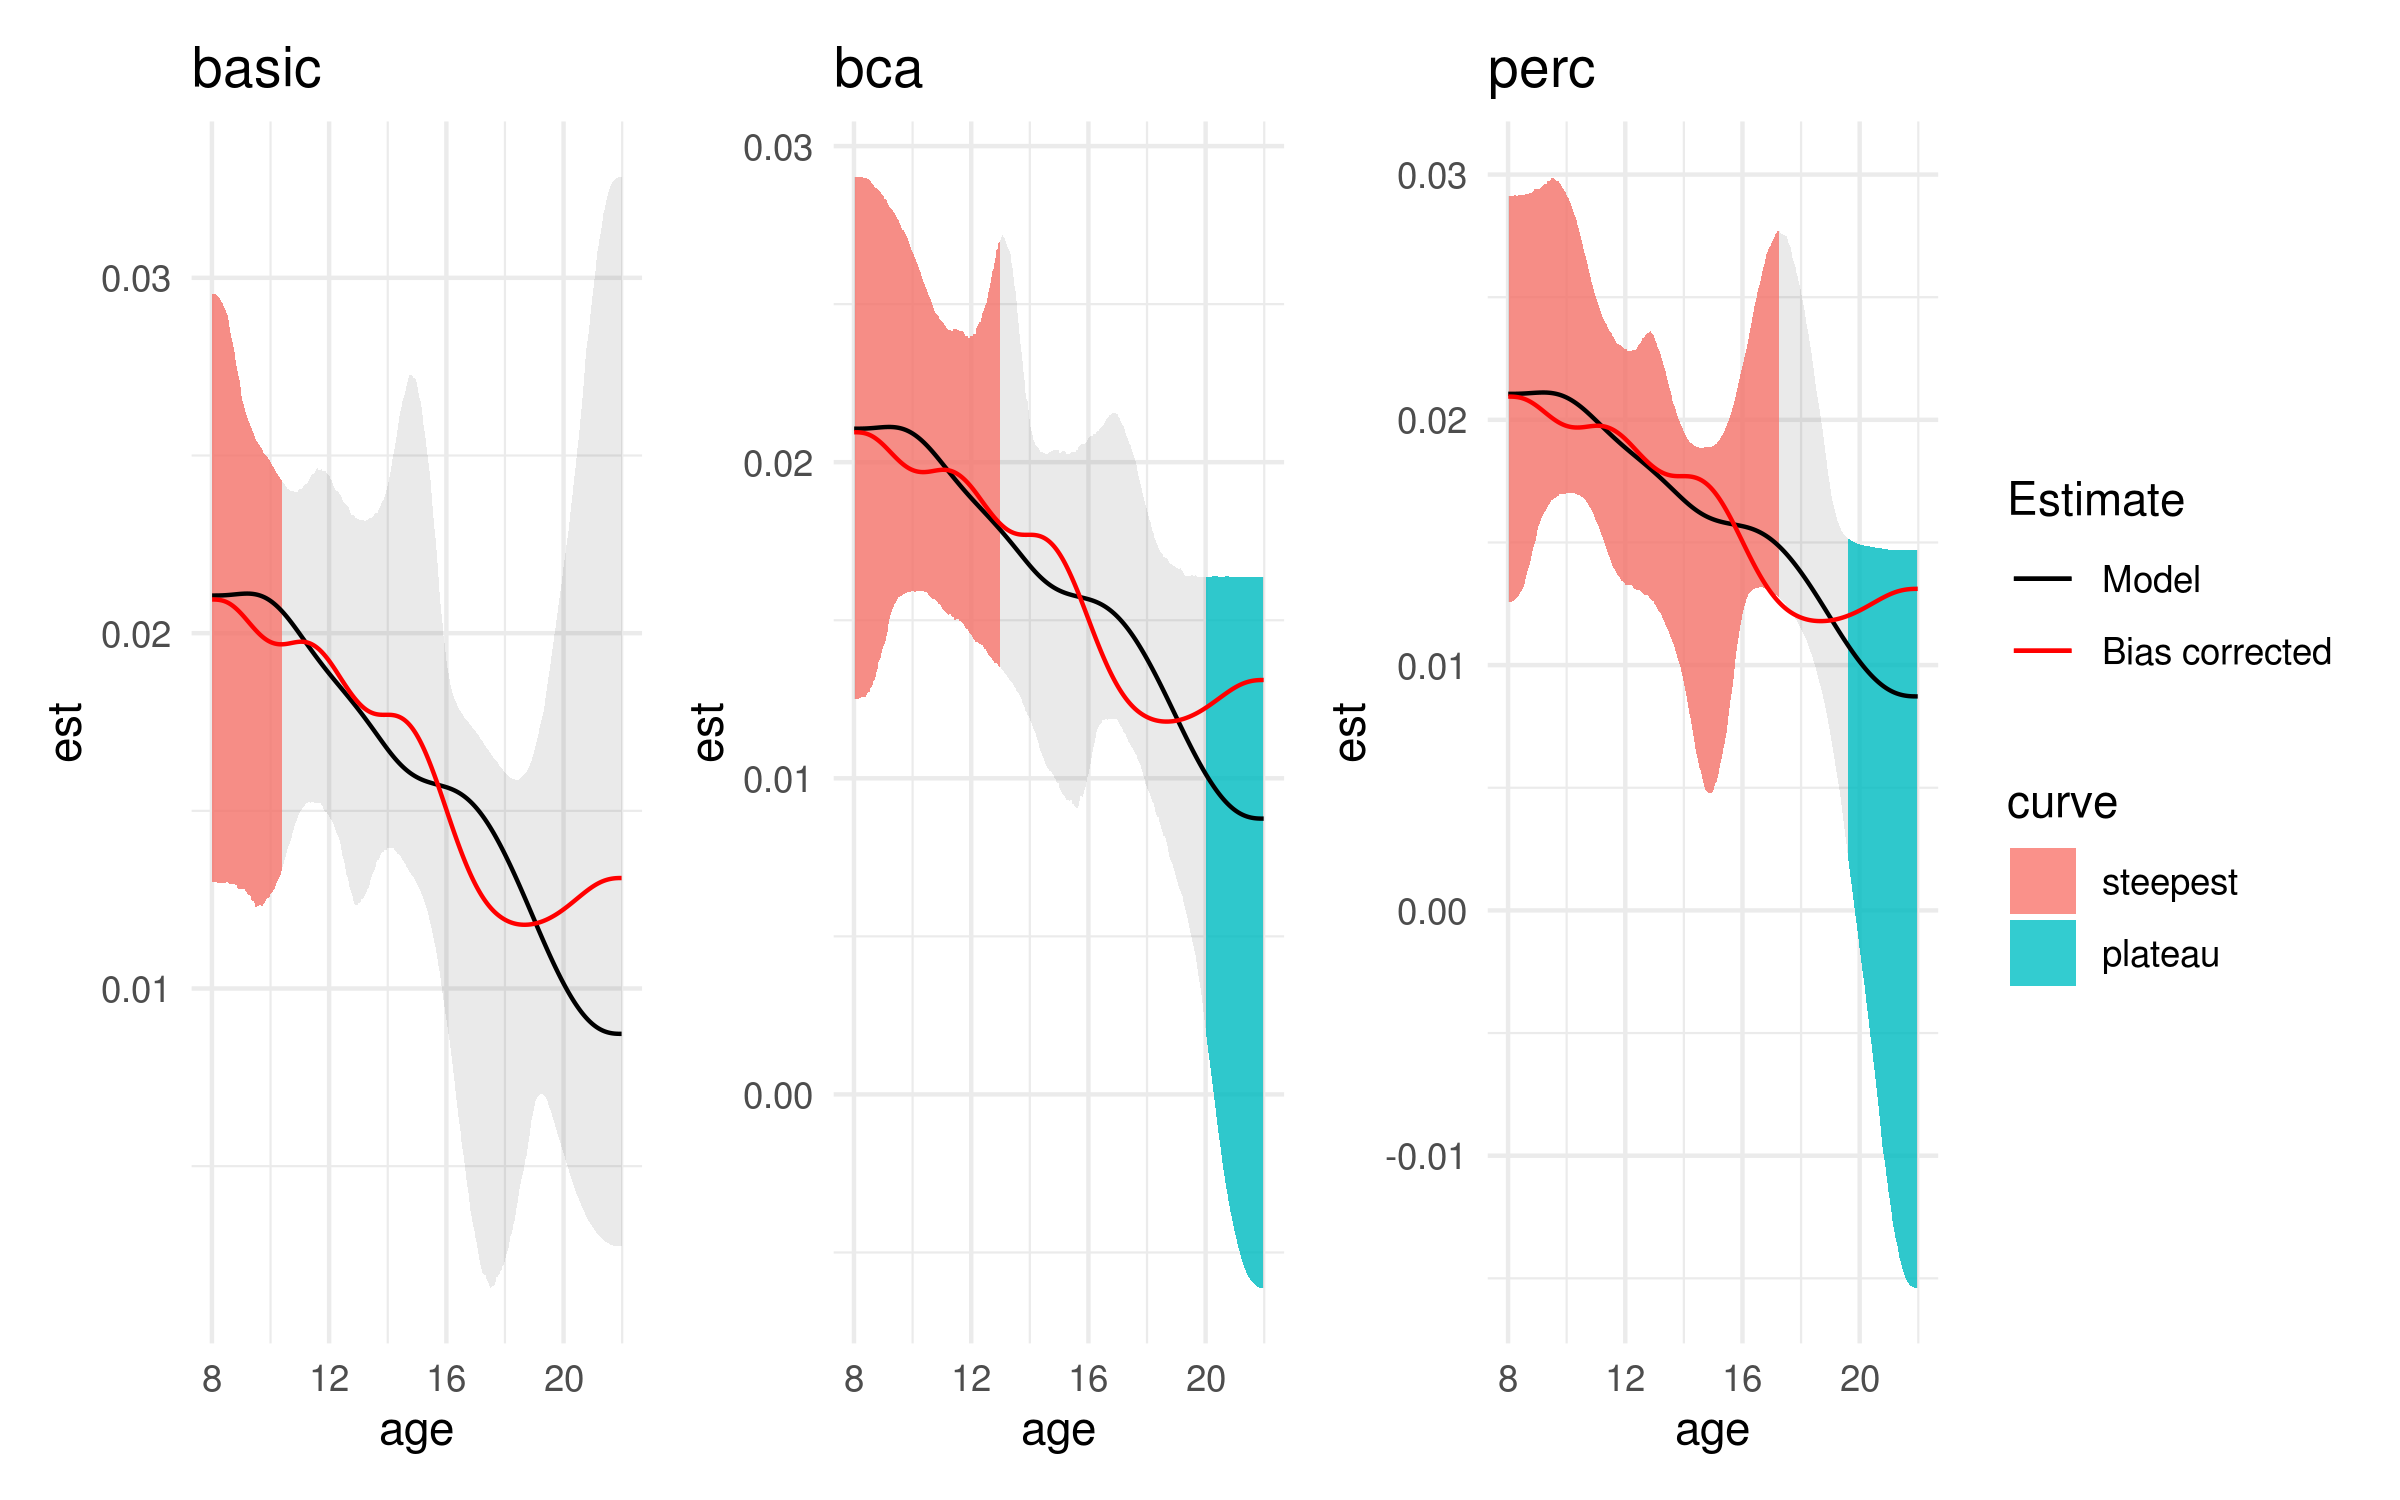 basic
bca
perc
0.03
0.02
0.01
est
8 12 16 20
age
0.03
0.02
0.01
0.00
est
8 12 16 20
age
0.03
0.02
0.01
0.00
-0.01
est
8 12 16 20
age
Estimate
Model
Bias corrected
curve
steepest
plateau